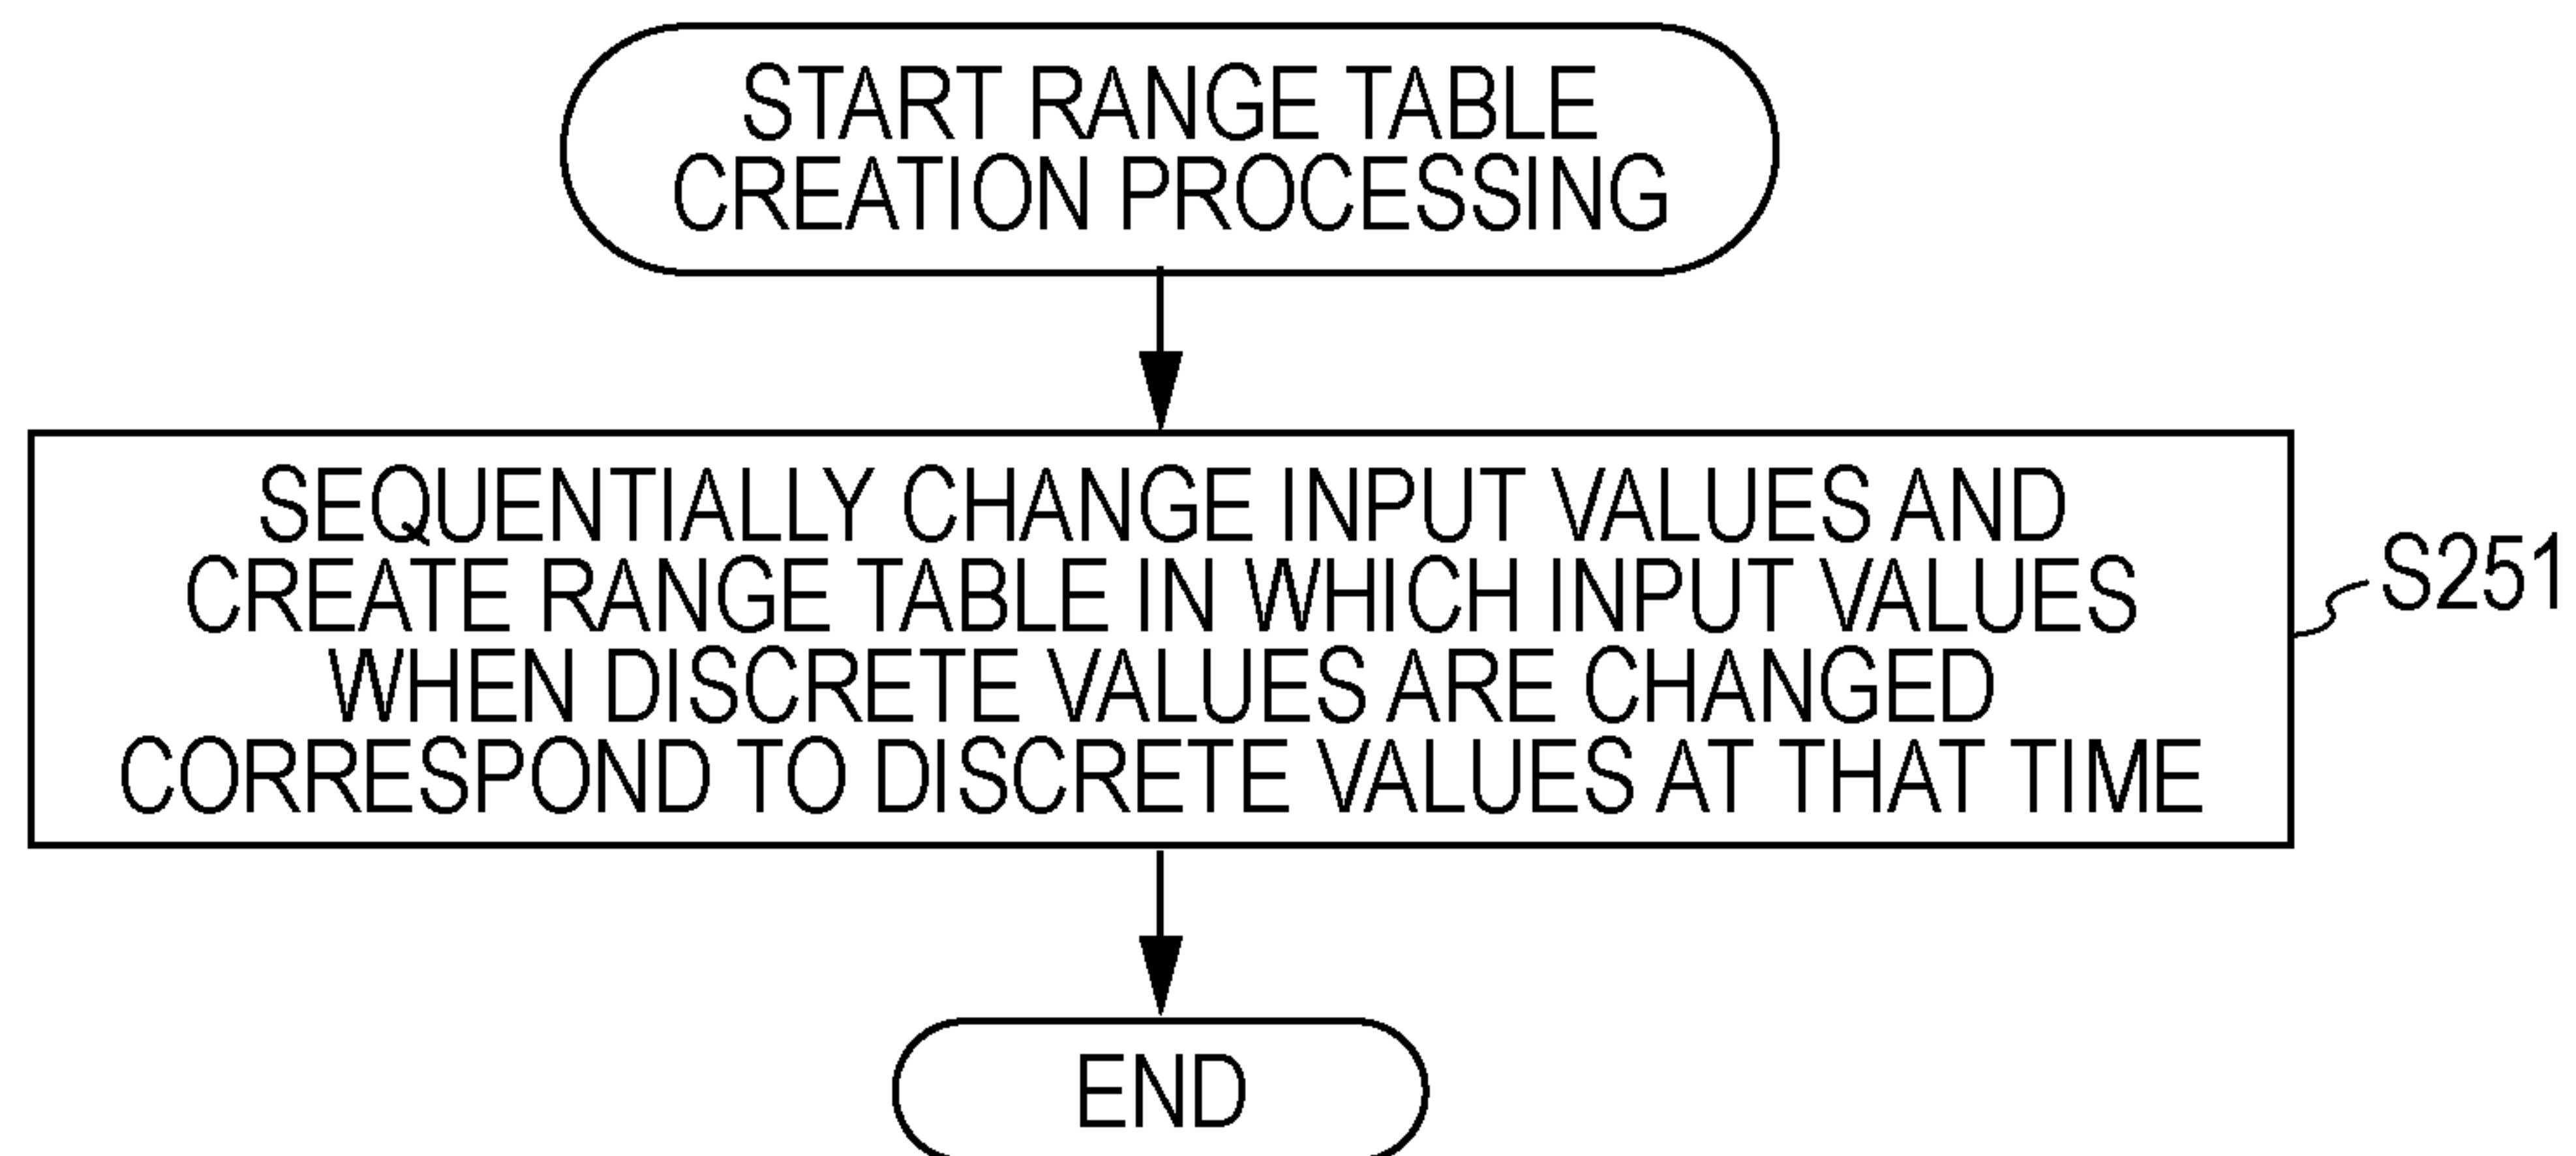 START RANGE TABLE
CREATION PROCESSING
SEQUENTIALLY CHANGE INPUT VALUES AND
CREATE RANGE TABLE IN WHICH INPUT VALUES
WHEN DISCRETE VALUES ARE CHANGED
CORRESPOND TO DISCRETE VALUES AT THAT TIME
S251
END